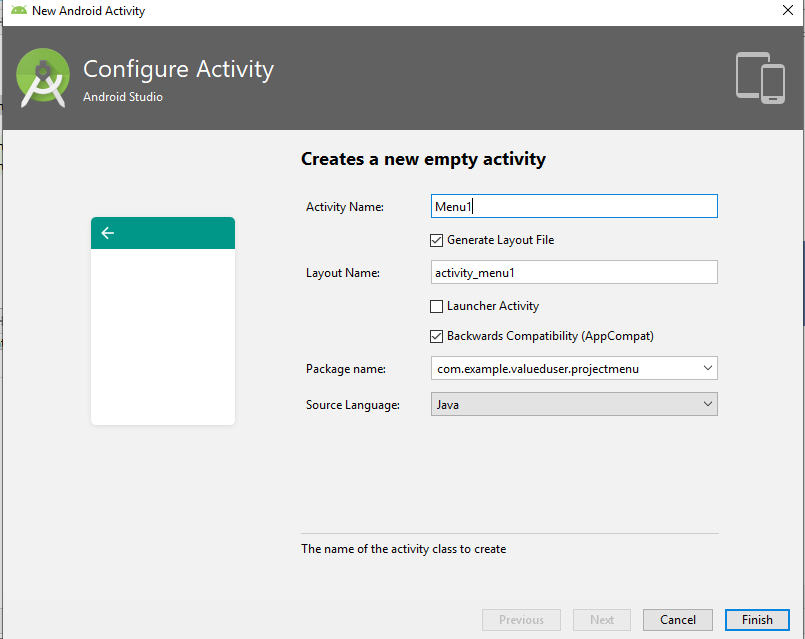 New Android Activity
Configure Activity
Android Studio
Creates a new empty activity
Activity Name: Menu1
Generate Layout File
Layout Name: activity_menu1
Launcher Activity
Backwards Compatibility (AppCompat)
Package name: com.example.valueduser.projectmenu
Source Language: Java
The name of the activity class to create
Previous Next Cancel Finish